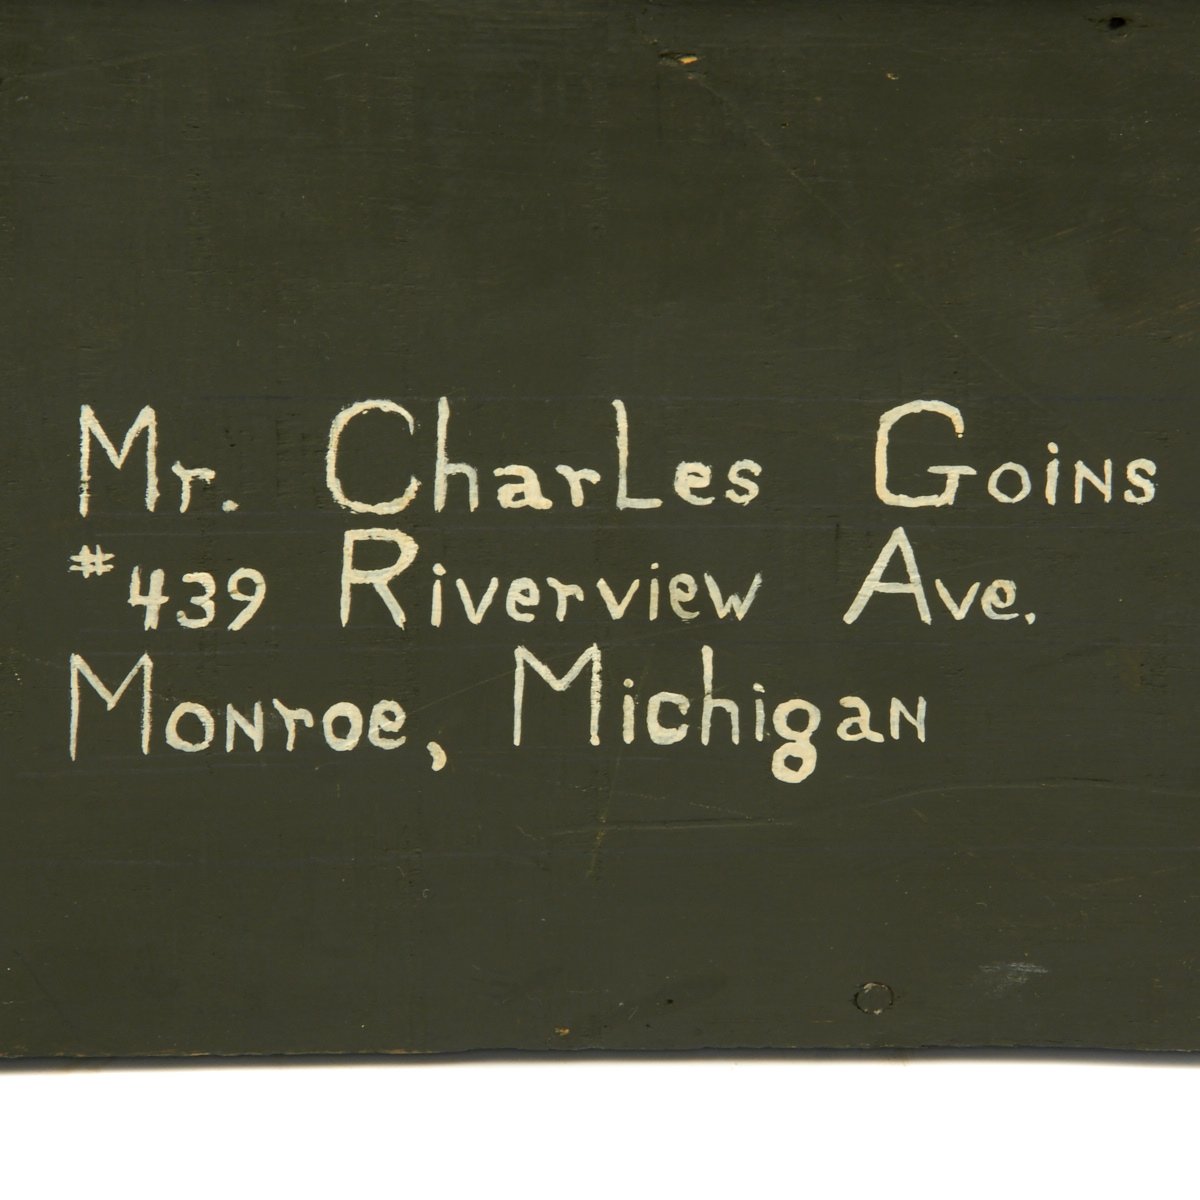 Mr. CharLes Goins
#439 Riverview Ave.
Monroe, Michigan